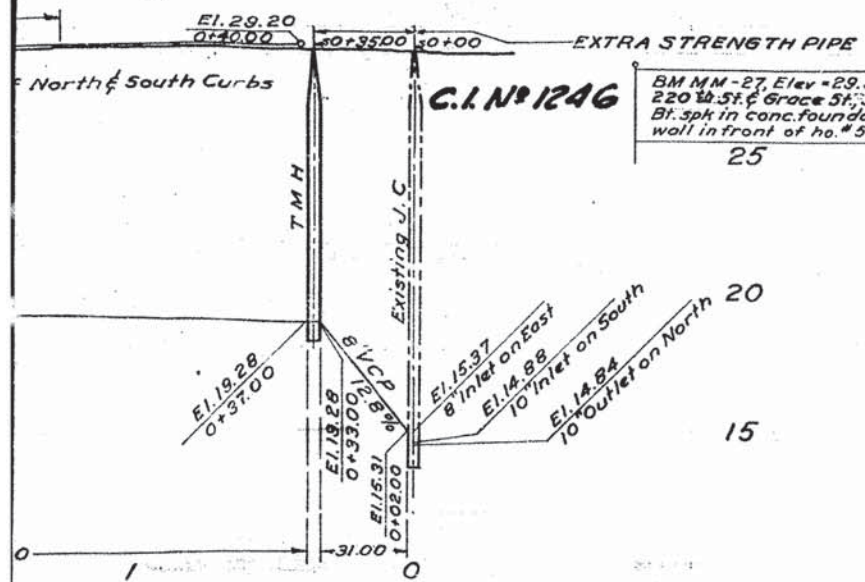 El. 29.20
0+40.00
0+35.00
0+00
EXTRA STRENGTH PIPE
North & South Curbs
C.I. Nº 1246
BM MM-27, Elev = 29.
220 th. St. & Grace St.,
Bt. spk in conc. founda
wall in front of ho. # 5
25
T M H
Existing J.C
20
El. 19.28
0+37.00
8" VCP
12.8%
El. 19.28
0+33.00
El. 15.31
0+02.00
El. 15.37
8" Inlet on East
El. 14.88
10" Inlet on South
El. 14.84
10" Outlet on North
15
0
31.00
1
0